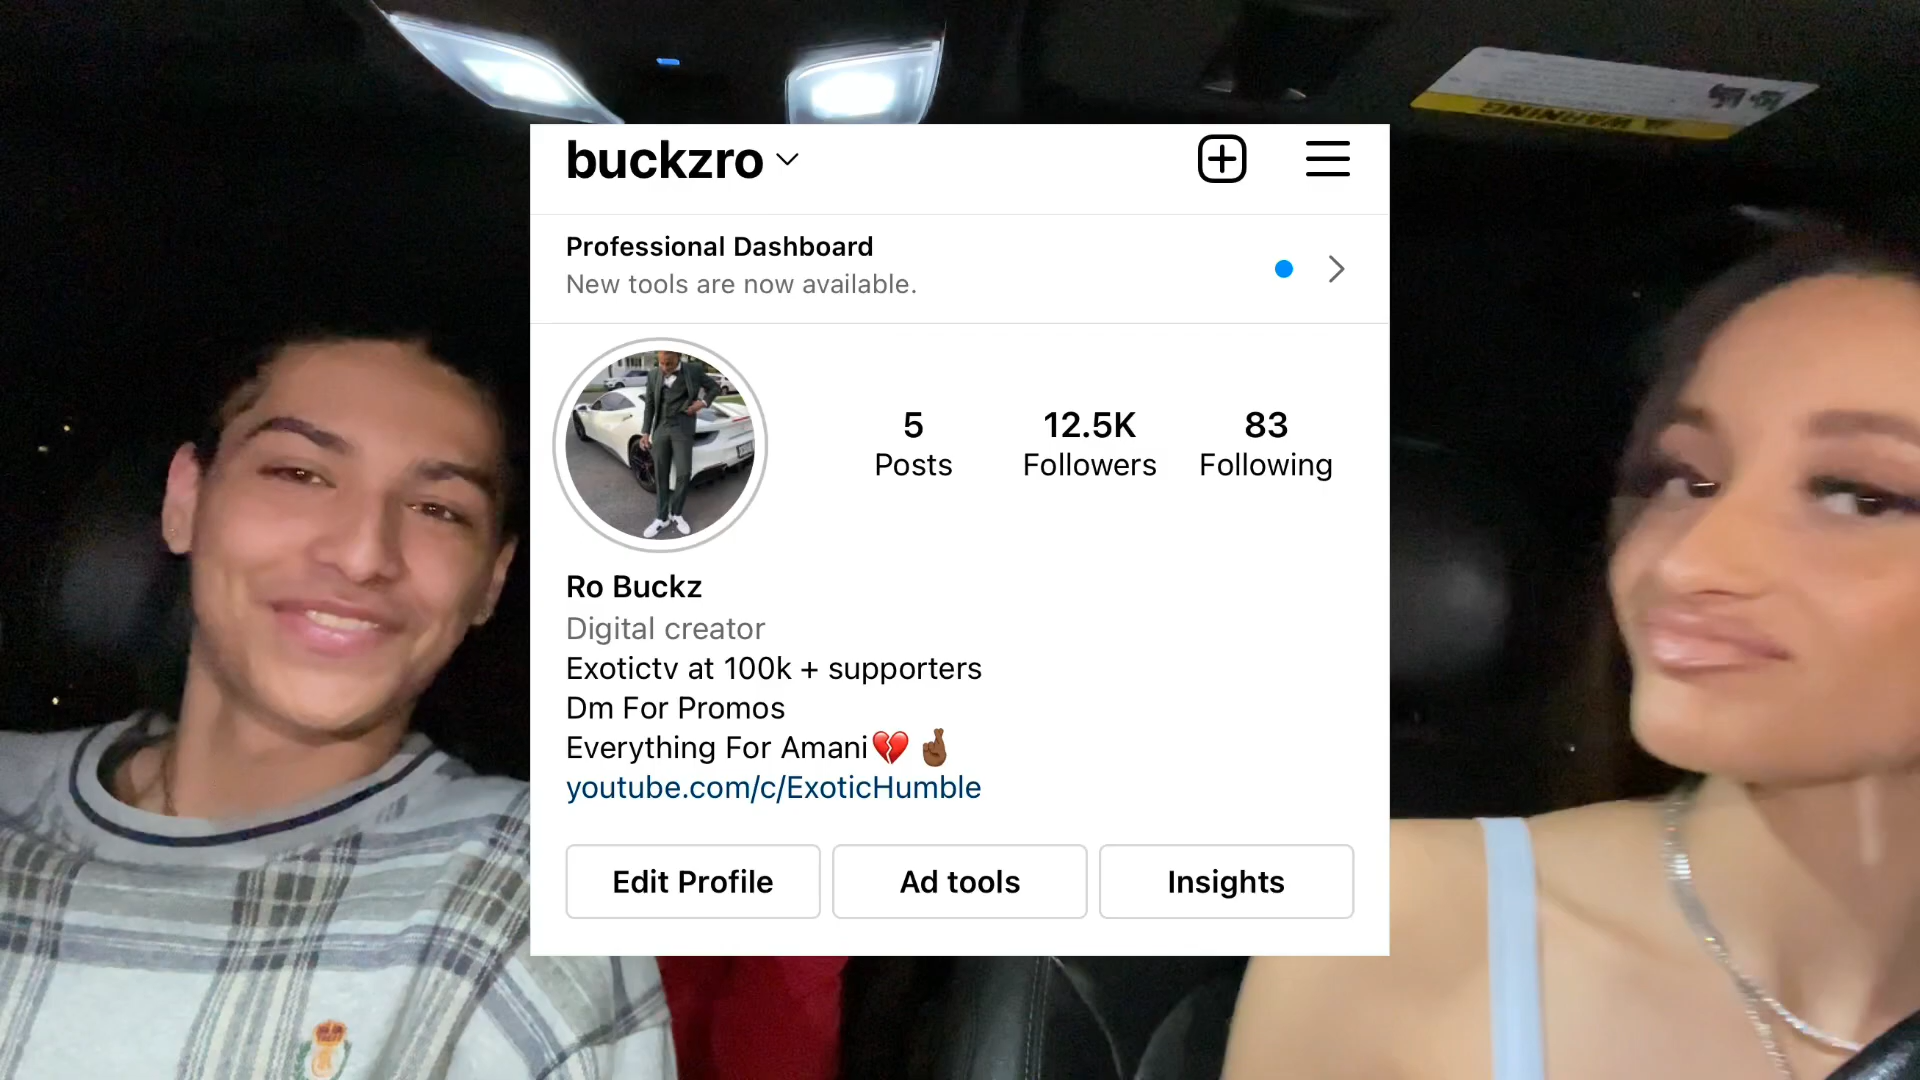 WARNING
buckzro
Professional Dashboard
New tools are now available.
5
Posts
12.5K
Followers
83
Following
Ro Buckz
Digital creator
Exotictv at 100k + supporters
Dm For Promos
Everything For Amani💔 🤞🏾
youtube.com/c/ExoticHumble
Edit Profile
Ad tools
Insights